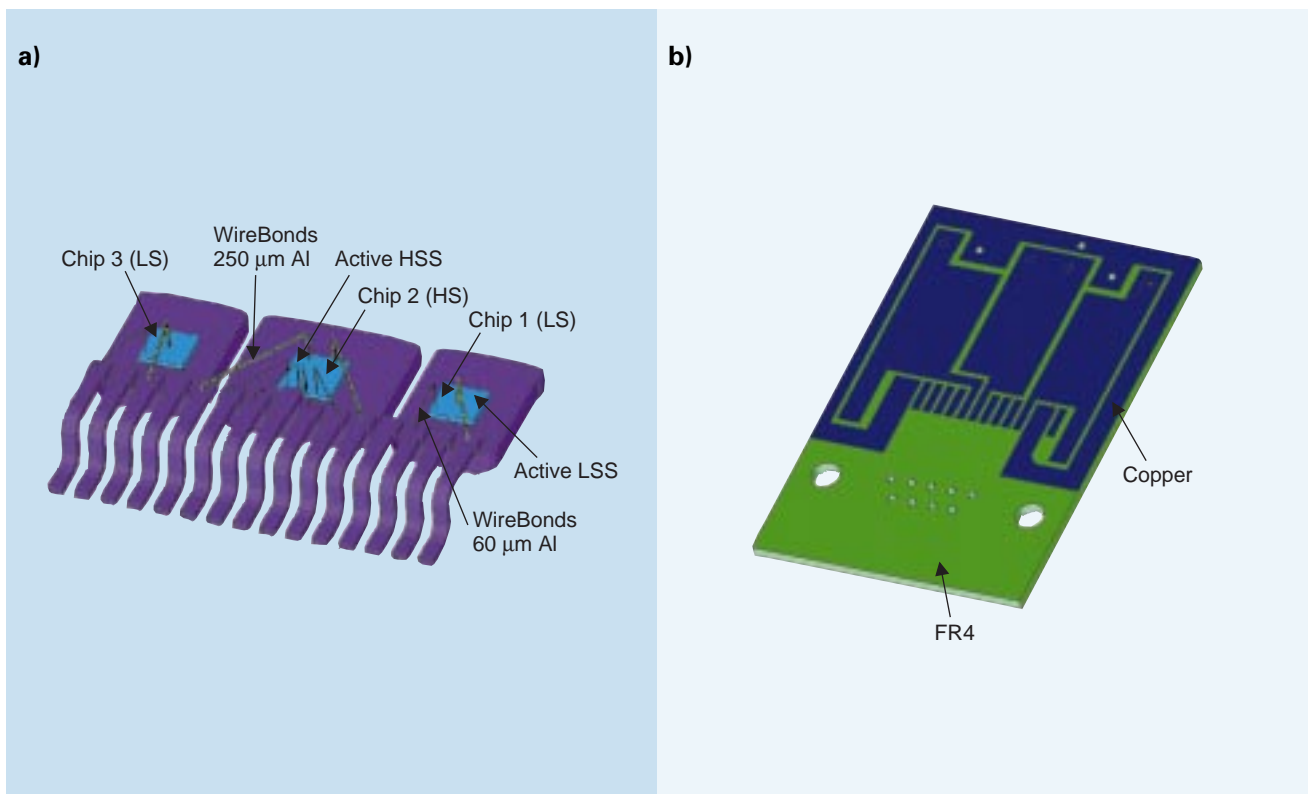 a)
WireBonds
250 μm Al
Chip 3 (LS)
Active HSS
Chip 2 (HS)
Chip 1 (LS)
Active LSS
WireBonds
60 μm Al
b)
Copper
FR4